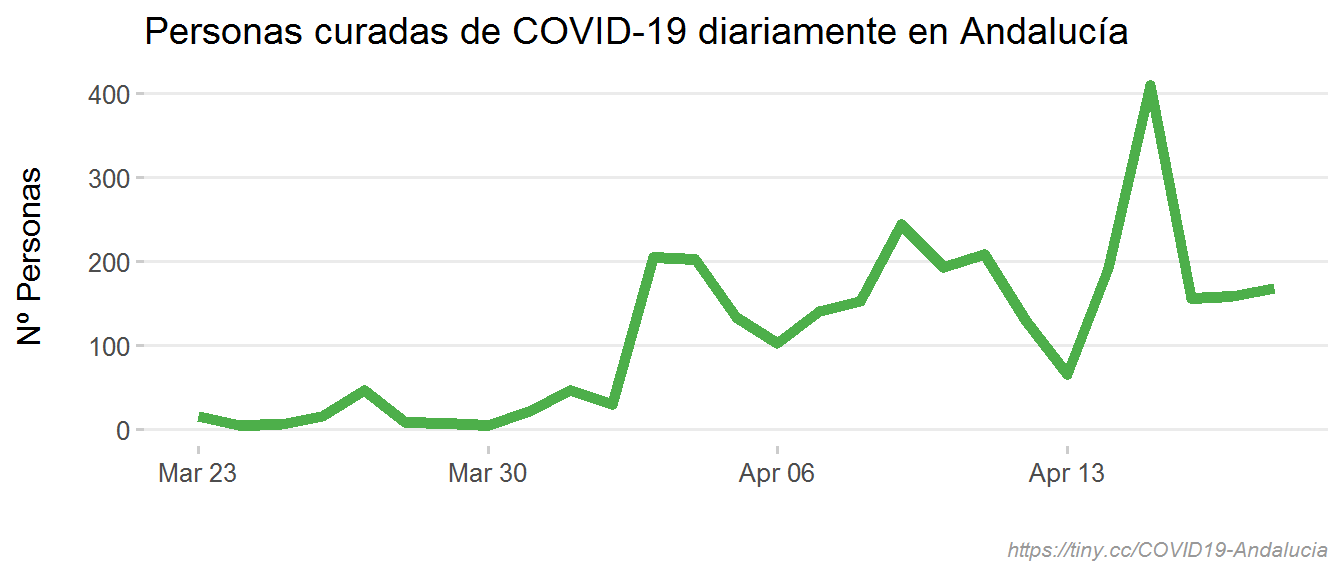 Personas curadas de COVID-19 diariamente en Andalucía
Nº Personas
400
300
200
100
0
Mar 23
Mar 30
Apr 06
Apr 13
https://tiny.cc/COVID19-Andalucia